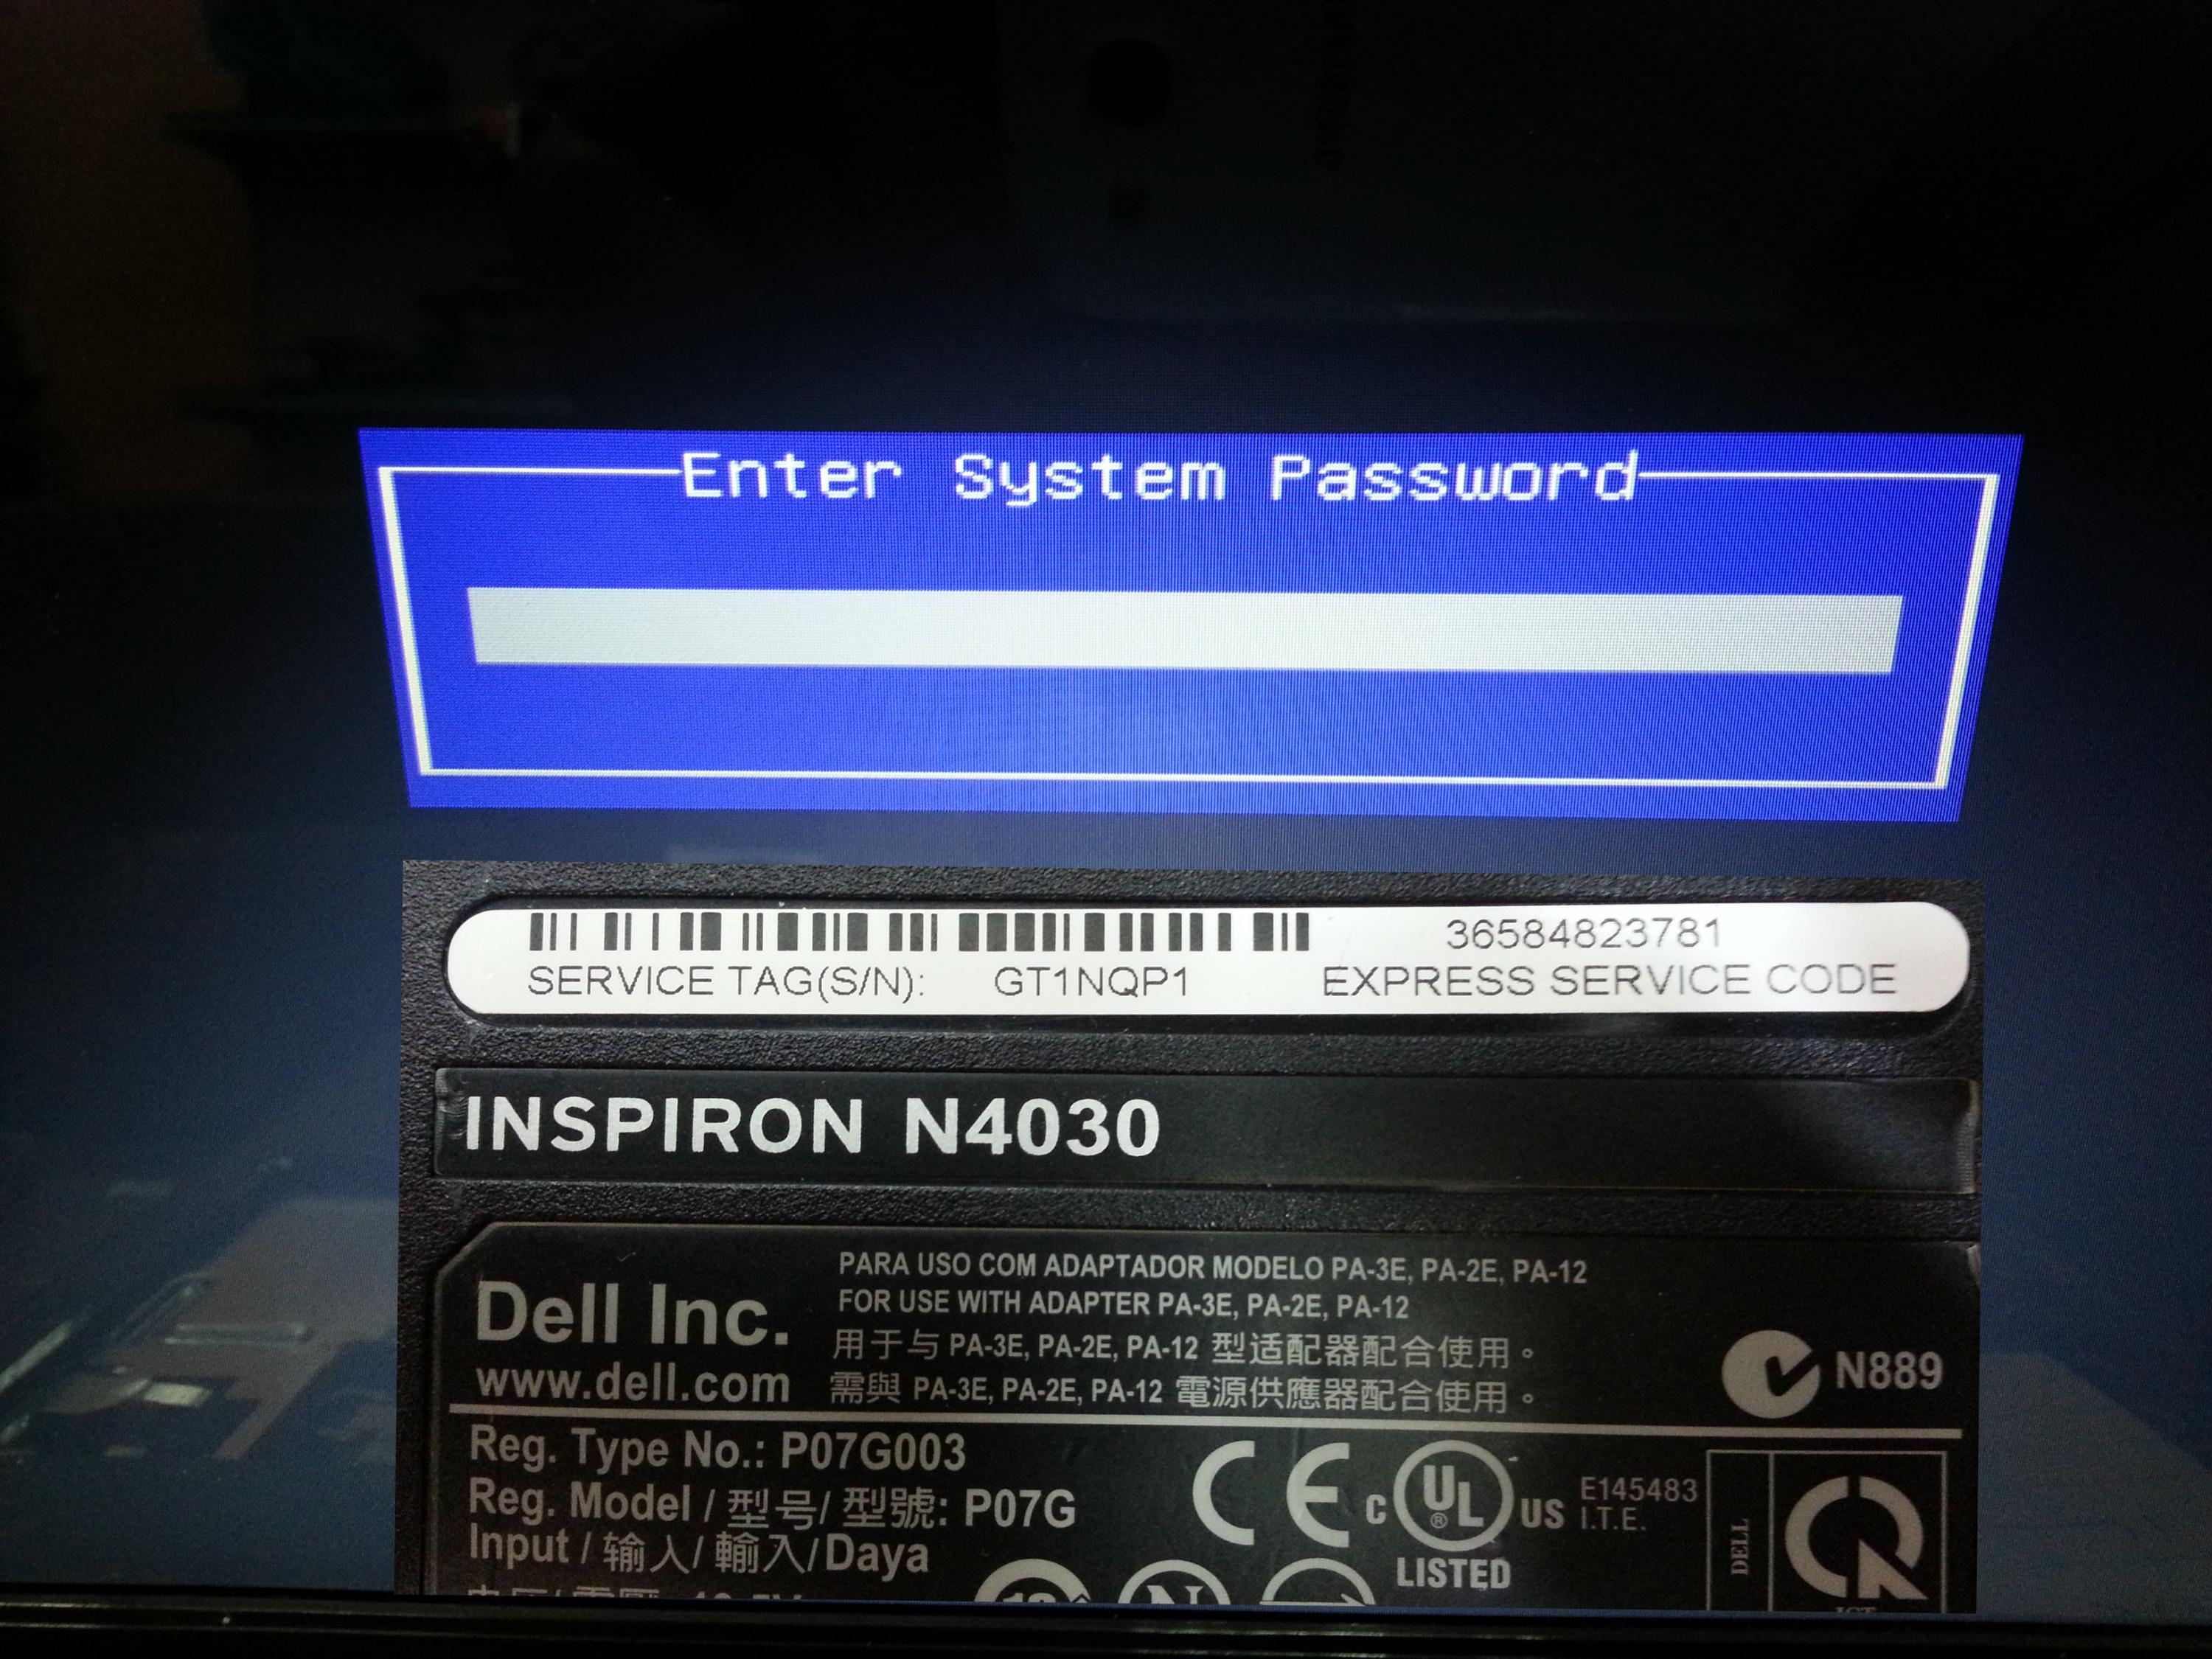 Enter System Password
36584823781
SERVICE TAG(S/N): GT1NQP1 EXPRESS SERVICE CODE
INSPIRON N4030
Dell Inc.
www.dell.com
PARA USO COM ADAPTADOR MODELO PA-3E, PA-2E, PA-12
FOR USE WITH ADAPTER PA-3E, PA-2E, PA-12
用于与 PA-3E, PA-2E, PA-12 型适配器配合使用。
需與 PA-3E, PA-2E, PA-12 電源供應器配合使用。
N889
Reg. Type No.: P07G003
Reg. Model / 型号/ 型號: P07G
Input / 输入/ 輸入/Daya
C UL® US
LISTED
E145483
I.T.E.
DELL
N